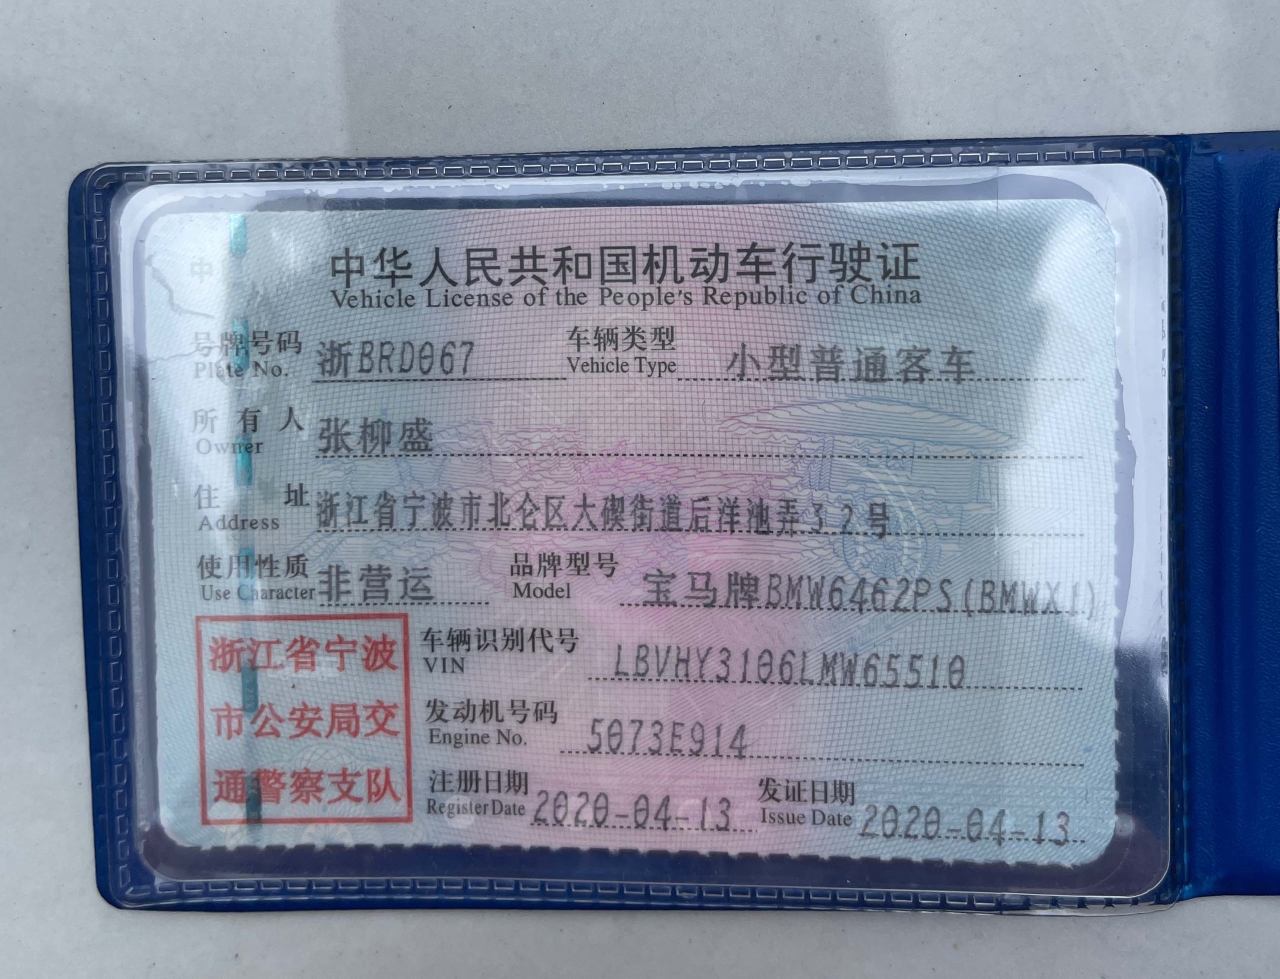 中华人民共和国机动车行驶证
Vehicle License of the People's Republic of China
号牌号码 浙BRD067 车辆类型 小型普通客车
Plate No. Vehicle Type
所有人 张柳盛
Owner
住址 浙江省宁波市北仑区大碶街道后洋池弄32号
Address
使用性质 非营运 品牌型号 宝马牌BMW6462PS(BMWX1)
Use Character Model
浙江省宁波
市公安局交
通警察支队
车辆识别代号 LBVHY3106LMW65510
VIN
发动机号码 5073E914
Engine No.
注册日期 2020-04-13 发证日期 2020-04-13
Register Date Issue Date